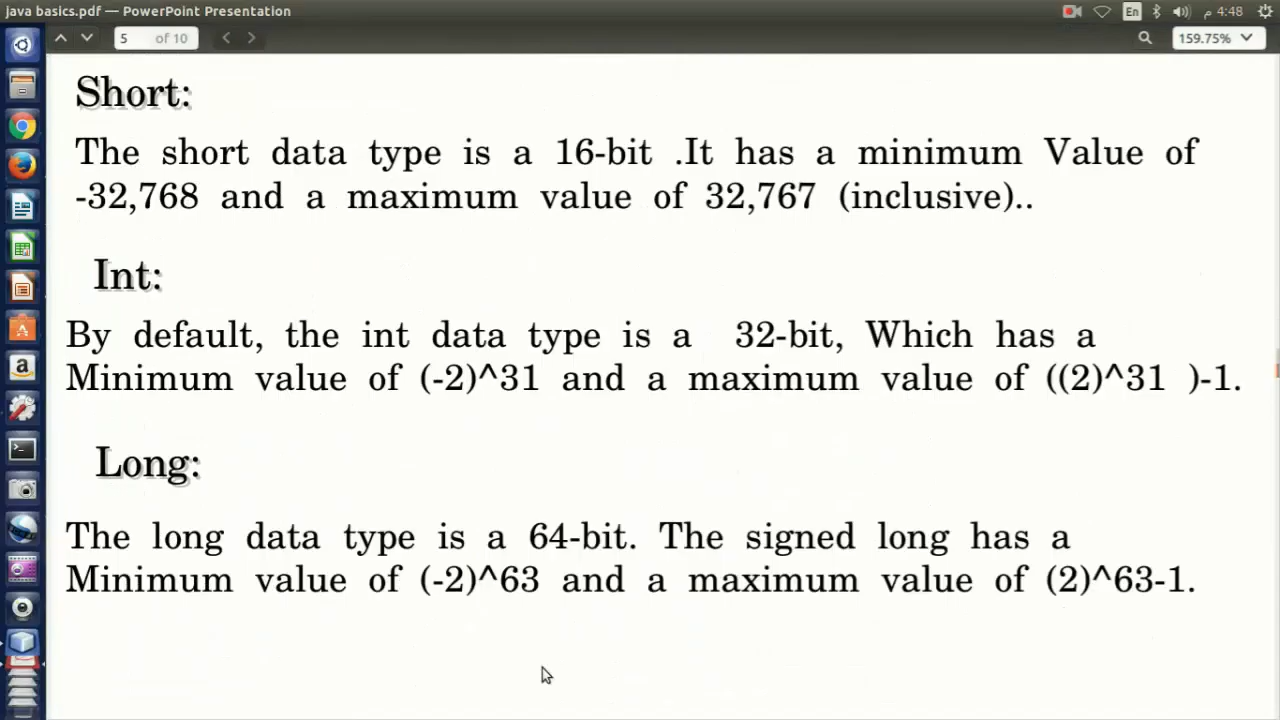 java basics.pdf — PowerPoint Presentation
En
م 4:48
5 of 10
159.75%
Short:
The short data type is a 16-bit .It has a minimum Value of
-32,768 and a maximum value of 32,767 (inclusive)..
Int:
By default, the int data type is a 32-bit, Which has a
Minimum value of (-2)^31 and a maximum value of ((2)^31 )-1.
Long:
The long data type is a 64-bit. The signed long has a
Minimum value of (-2)^63 and a maximum value of (2)^63-1.